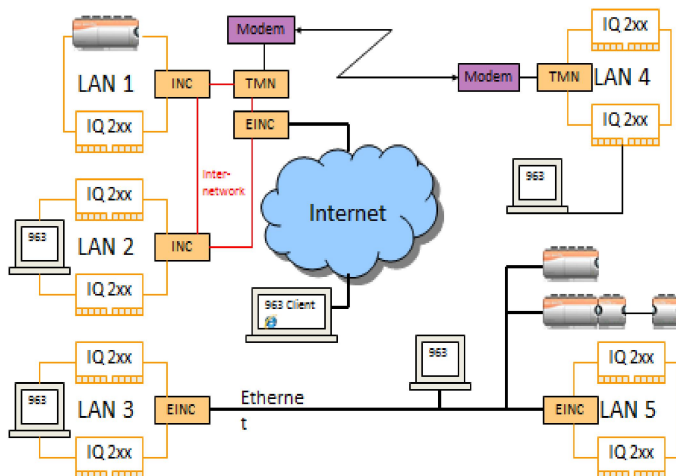 Modem
IQ 2xx
LAN 1
INC
TMN
Modem
TMN
LAN 4
IQ 2xx
EINC
IQ 2xx
Inter-
network
963
IQ 2xx
Internet
963
LAN 2
INC
IQ 2xx
963 Client
IQ 2xx
963
IQ 2xx
963
LAN 3
EINC
Etherne
t
EINC
LAN 5
IQ 2xx
IQ 2xx